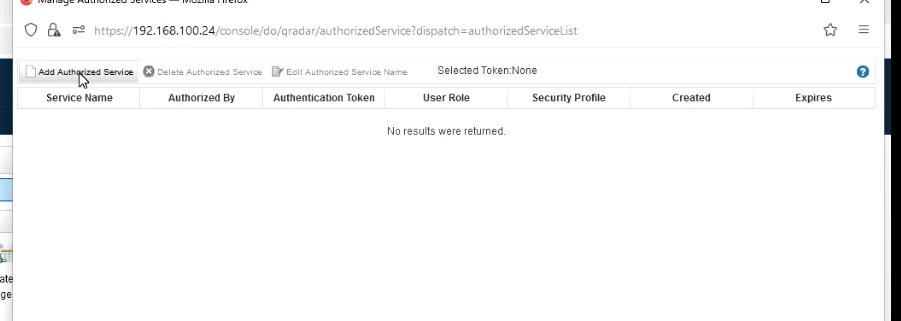 Manage Authorized Services — Mozilla Firefox
https://192.168.100.24/console/do/qradar/authorizedService?dispatch=authorizedServiceList
Add Authorized Service Delete Authorized Service Edit Authorized Service Name Selected Token:None ?
Service Name Authorized By Authentication Token User Role Security Profile Created Expires
No results were returned.
ate
ge